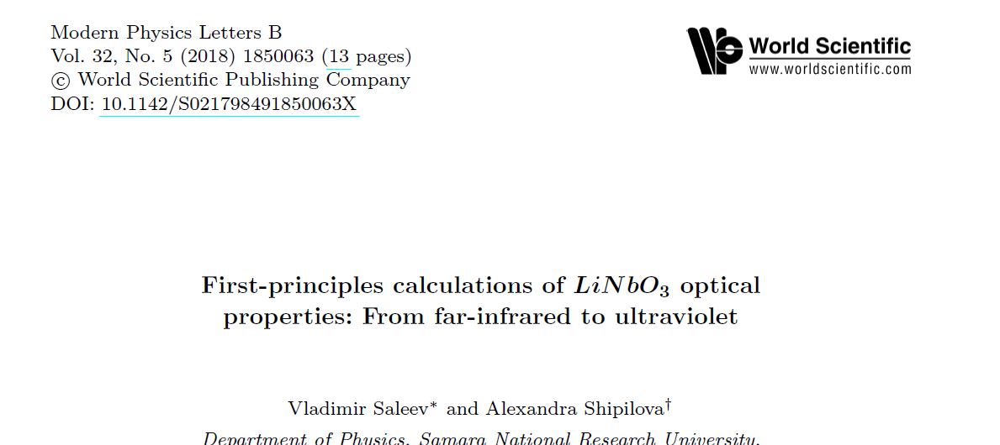 Modern Physics Letters B
Vol. 32, No. 5 (2018) 1850063 (13 pages)
© World Scientific Publishing Company
DOI: 10.1142/S021798491850063X
World Scientific
www.worldscientific.com
First-principles calculations of LiNbO₃ optical
properties: From far-infrared to ultraviolet
Vladimir Saleev* and Alexandra Shipilova†
Department of Physics, Samara National Research University,